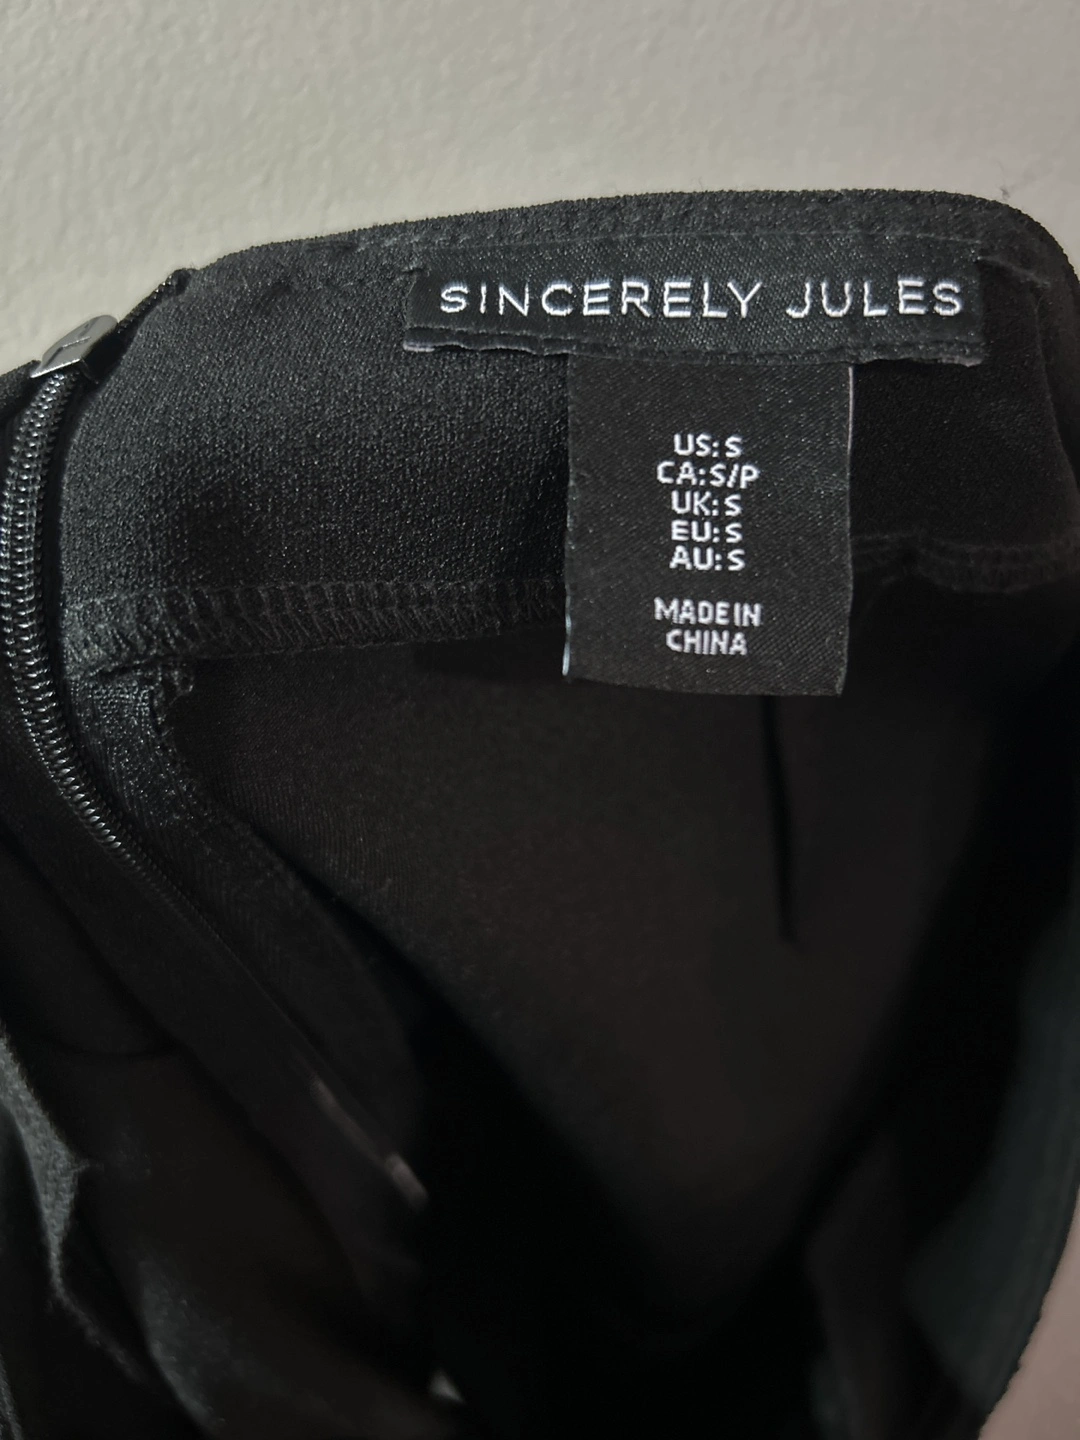 SINCERELY JULES
US: S
CA: S/P
UK: S
EU: S
AU: S
MADE IN
CHINA